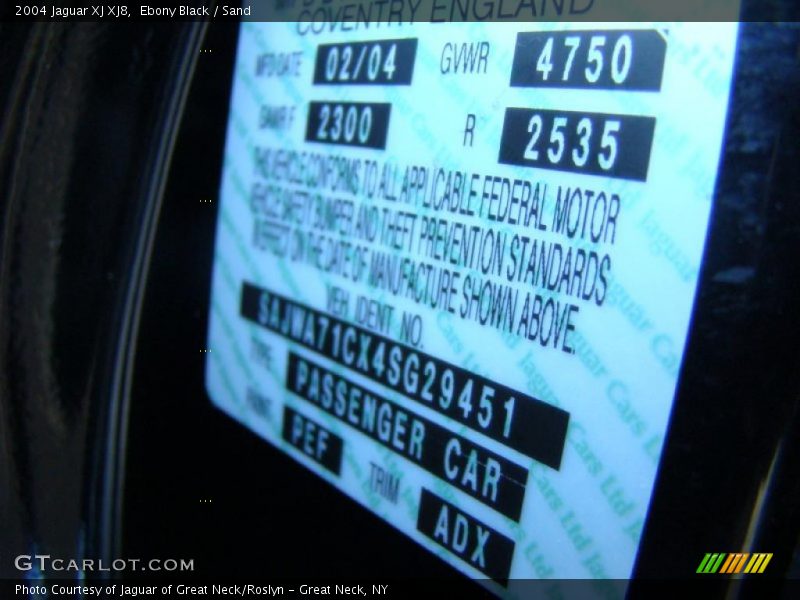 2004 Jaguar XJ XJ8, Ebony Black / Sand
COVENTRY ENGLAND
MFD DATE 02/04 GVWR 4750
GAWR F 2300 R 2535
THIS VEHICLE CONFORMS TO ALL APPLICABLE FEDERAL MOTOR
VEHICLE SAFETY BUMPER AND THEFT PREVENTION STANDARDS
IN EFFECT ON THE DATE OF MANUFACTURE SHOWN ABOVE.
VEH IDENT NO.
SAJWA71CX4SG29451
TYPE PASSENGER CAR
PAINT PEF TRIM ADX
GTCARLOT.COM
Photo Courtesy of Jaguar of Great Neck/Roslyn - Great Neck, NY